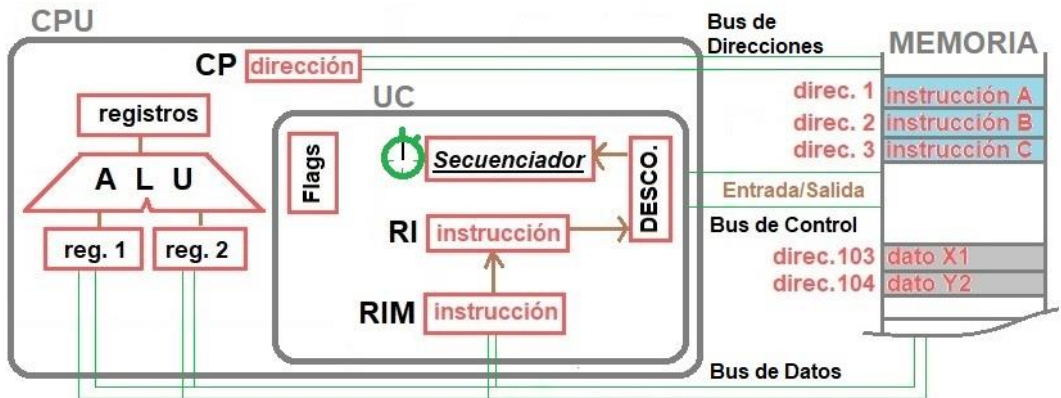 CPU
CP dirección
Bus de
Direcciones
MEMORIA
direc. 1 instrucción A
direc. 2 instrucción B
direc. 3 instrucción C
registros
A L U
reg. 1
reg. 2
UC
Flags
Secuenciador
DESCO.
RI instrucción
RIM instrucción
Entrada/Salida
Bus de Control
direc.103 dato X1
direc.104 dato Y2
Bus de Datos